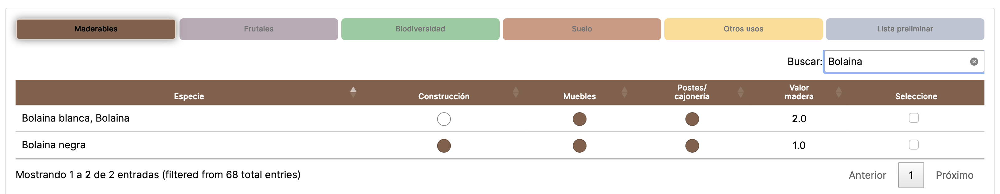 Maderables Frutales Biodiversidad Suelo Otros usos Lista preliminar
Buscar: Bolaina
Especie Construcción Muebles Postes/ cajonería Valor madera Seleccione
Bolaina blanca, Bolaina 2.0
Bolaina negra 1.0
Mostrando 1 a 2 de 2 entradas (filtered from 68 total entries) Anterior 1 Próximo